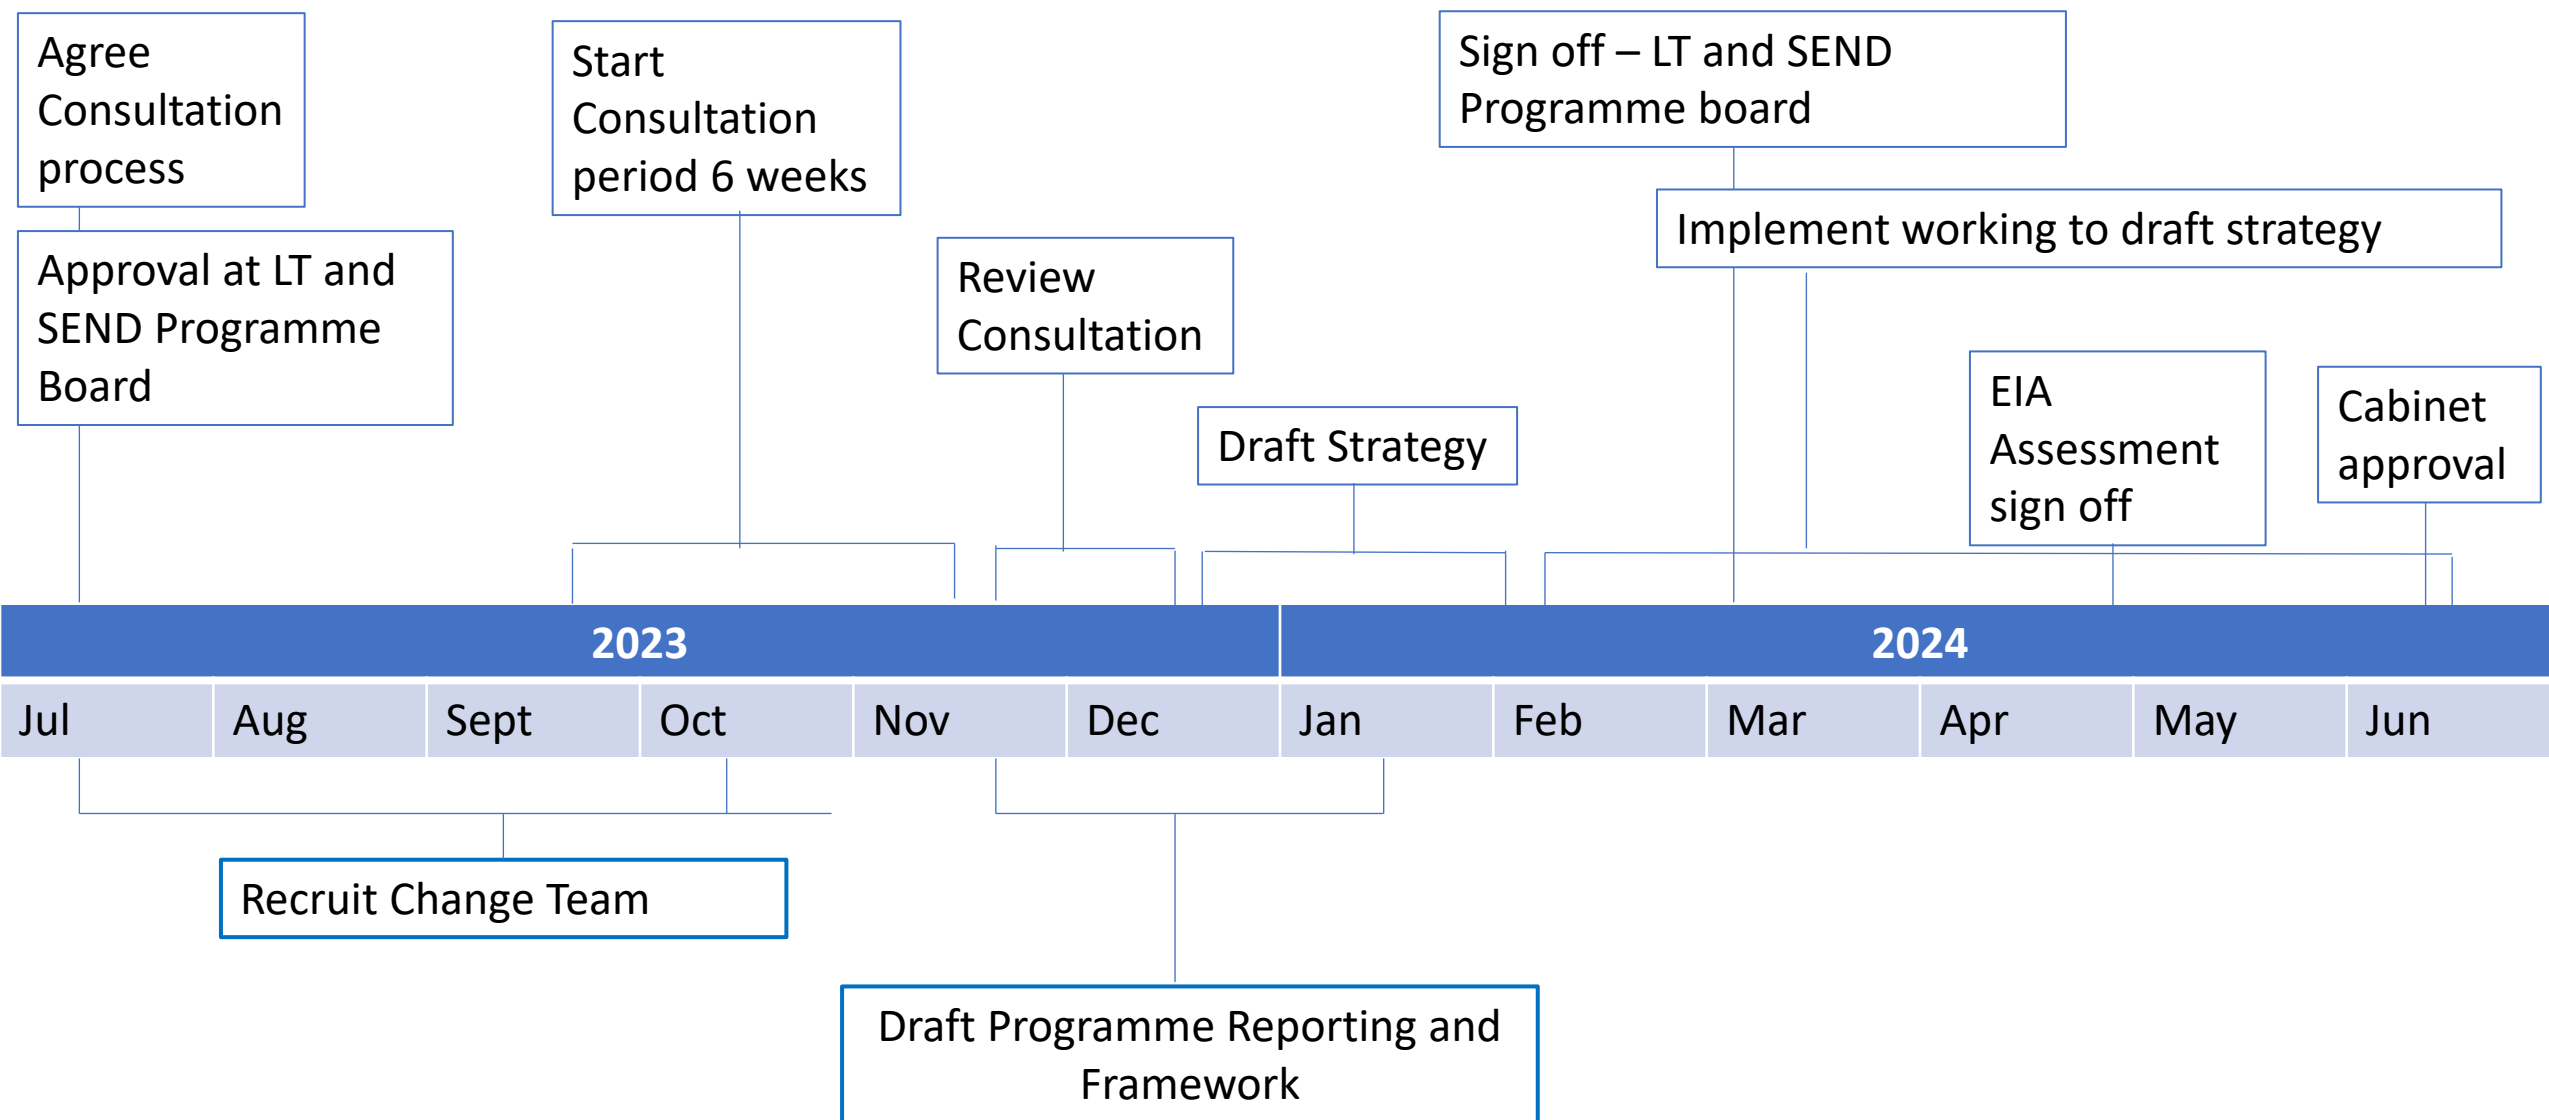 Agree
Consultation
process
Approval at LT and
SEND Programme
Board
Start
Consultation
period 6 weeks
Review
Consultation
Draft Strategy
Sign off – LT and SEND
Programme board
Implement working to draft strategy
EIA
Assessment
sign off
Cabinet
approval
2023
2024
Jul
Aug
Sept
Oct
Nov
Dec
Jan
Feb
Mar
Apr
May
Jun
Recruit Change Team
Draft Programme Reporting and
Framework